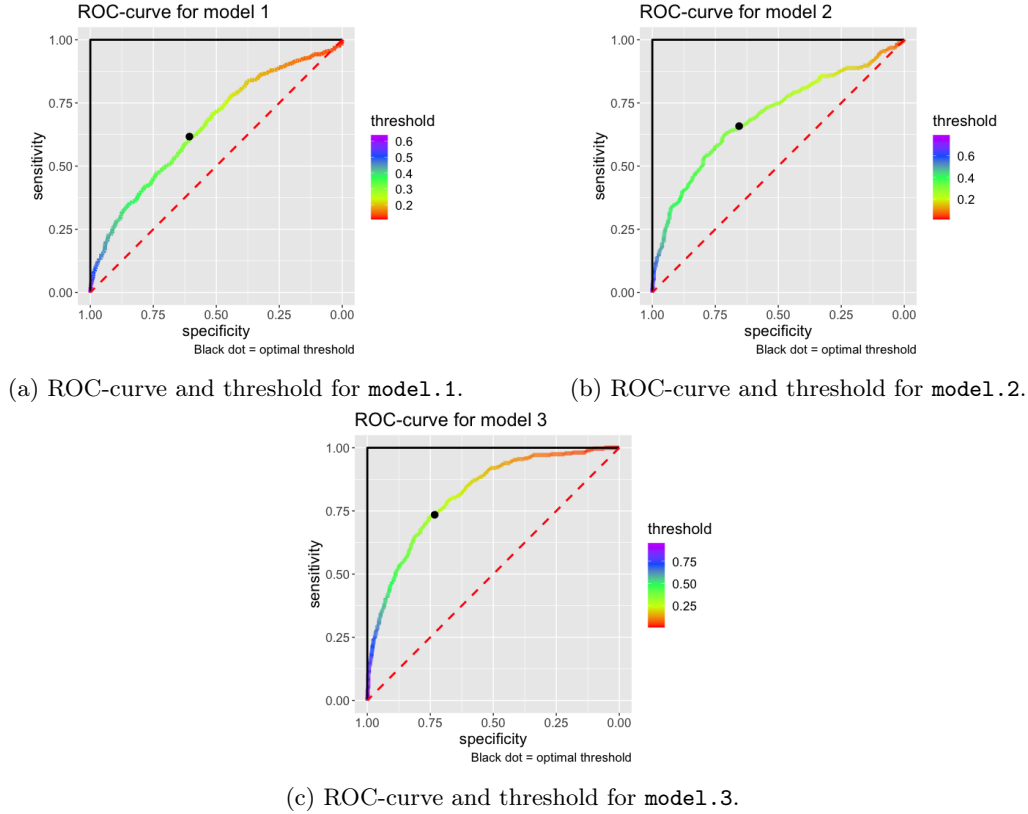 ROC-curve for model 1
1.00
0.75
0.50
0.25
0.00
sensitivity
1.00 0.75 0.50 0.25 0.00
specificity
Black dot = optimal threshold
threshold
0.6
0.5
0.4
0.3
0.2
(a) ROC-curve and threshold for model.1.
ROC-curve for model 2
1.00
0.75
0.50
0.25
0.00
sensitivity
1.00 0.75 0.50 0.25 0.00
specificity
Black dot = optimal threshold
threshold
0.6
0.4
0.2
(b) ROC-curve and threshold for model.2.
ROC-curve for model 3
1.00
0.75
0.50
0.25
0.00
sensitivity
1.00 0.75 0.50 0.25 0.00
specificity
Black dot = optimal threshold
threshold
0.75
0.50
0.25
(c) ROC-curve and threshold for model.3.